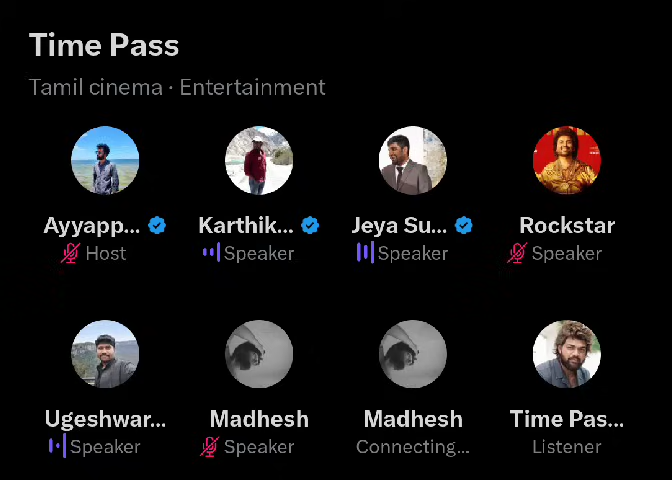 Time Pass
Tamil cinema · Entertainment
Ayyapp... Karthik... Jeya Su... Rockstar
Host Speaker Speaker Speaker
Ugeshwar... Madhesh Madhesh Time Pas...
Speaker Speaker Connecting... Listener